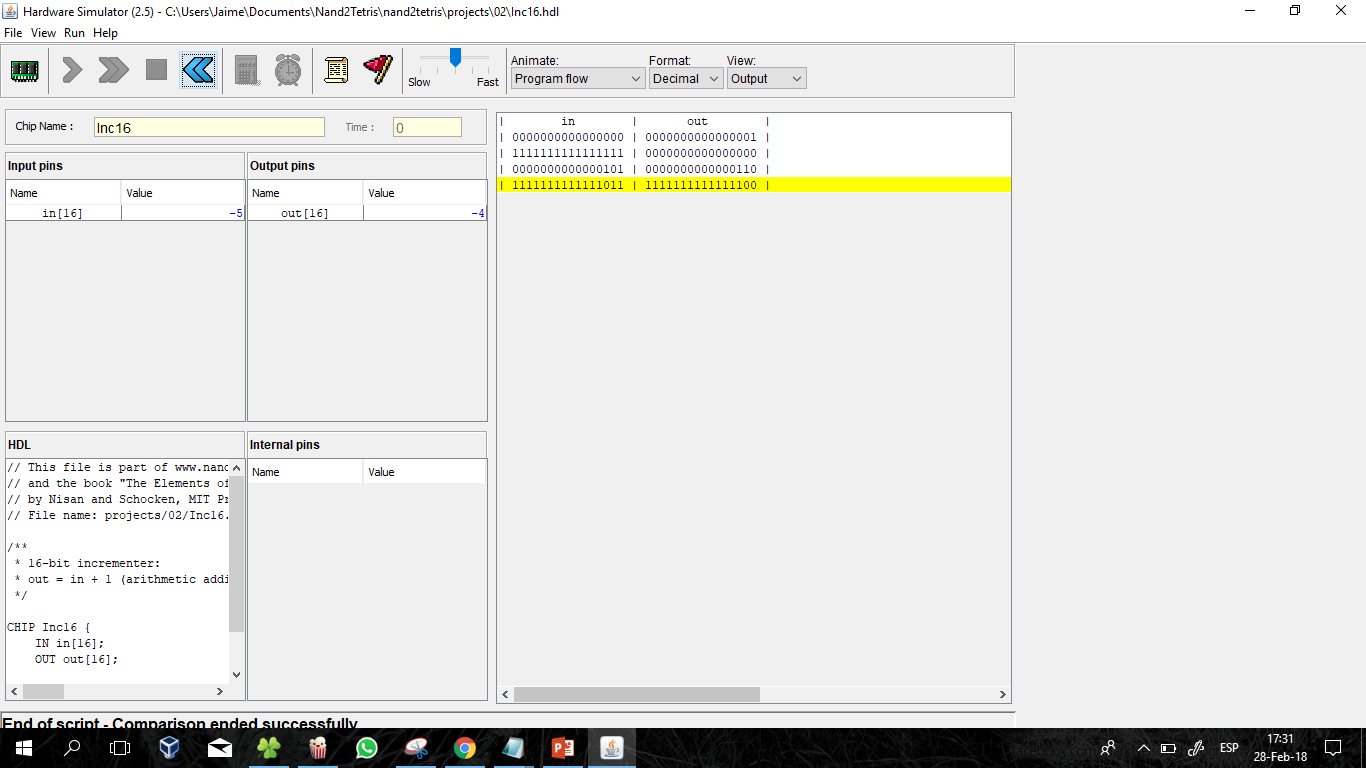 Hardware Simulator (2.5) - C:\Users\Jaime\Documents\Nand2Tetris\nand2tetris\projects\02\Inc16.hdl
File View Run Help
Slow Fast
Animate: Format: View:
Program flow Decimal Output
Chip Name : Inc16 Time : 0
Input pins Output pins
Name Value Name Value
in[16] -5 out[16] -4
| in | out |
| 0000000000000000 | 0000000000000001 |
| 1111111111111111 | 0000000000000000 |
| 0000000000000101 | 0000000000000110 |
| 1111111111111011 | 1111111111111100 |
HDL Internal pins
Name Value
// This file is part of www.nand
// and the book "The Elements of
// by Nisan and Schocken, MIT Pr
// File name: projects/02/Inc16.
/**
* 16-bit incrementer:
* out = in + 1 (arithmetic addi
*/
CHIP Inc16 {
IN in[16];
OUT out[16];
End of script - Comparison ended successfully
ESP
17:31
28-Feb-18